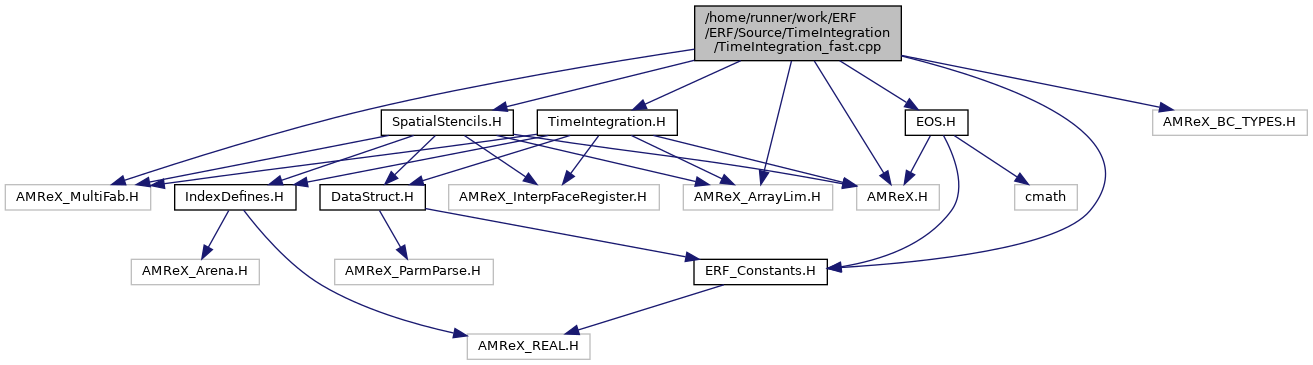 /home/runner/work/ERF
/ERF/Source/TimeIntegration
/TimeIntegration_fast.cpp
SpatialStencils.H
TimeIntegration.H
EOS.H
AMReX_BC_TYPES.H
AMReX_MultiFab.H
IndexDefines.H
DataStruct.H
AMReX_InterpFaceRegister.H
AMReX_ArrayLim.H
AMReX.H
cmath
AMReX_Arena.H
AMReX_ParmParse.H
ERF_Constants.H
AMReX_REAL.H